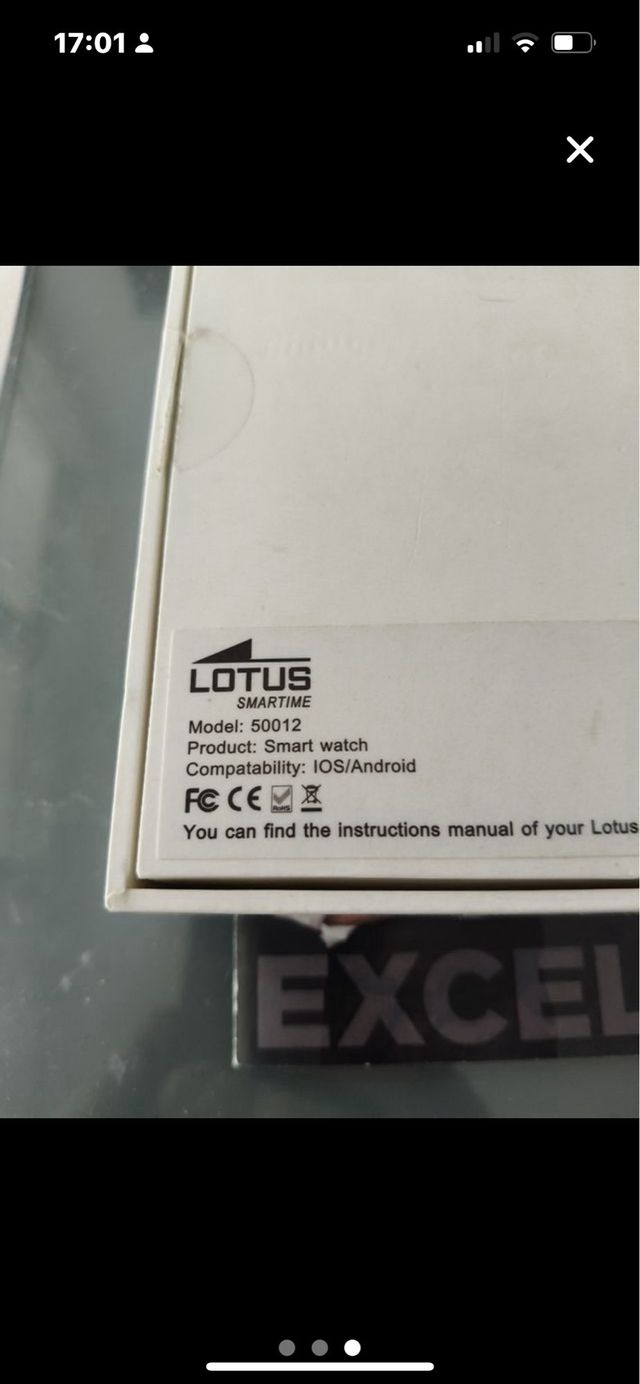 17:01
LOTUS
SMARTIME
Model: 50012
Product: Smart watch
Compatability: IOS/Android
FC CE RoHS
You can find the instructions manual of your Lotus
EXCEL